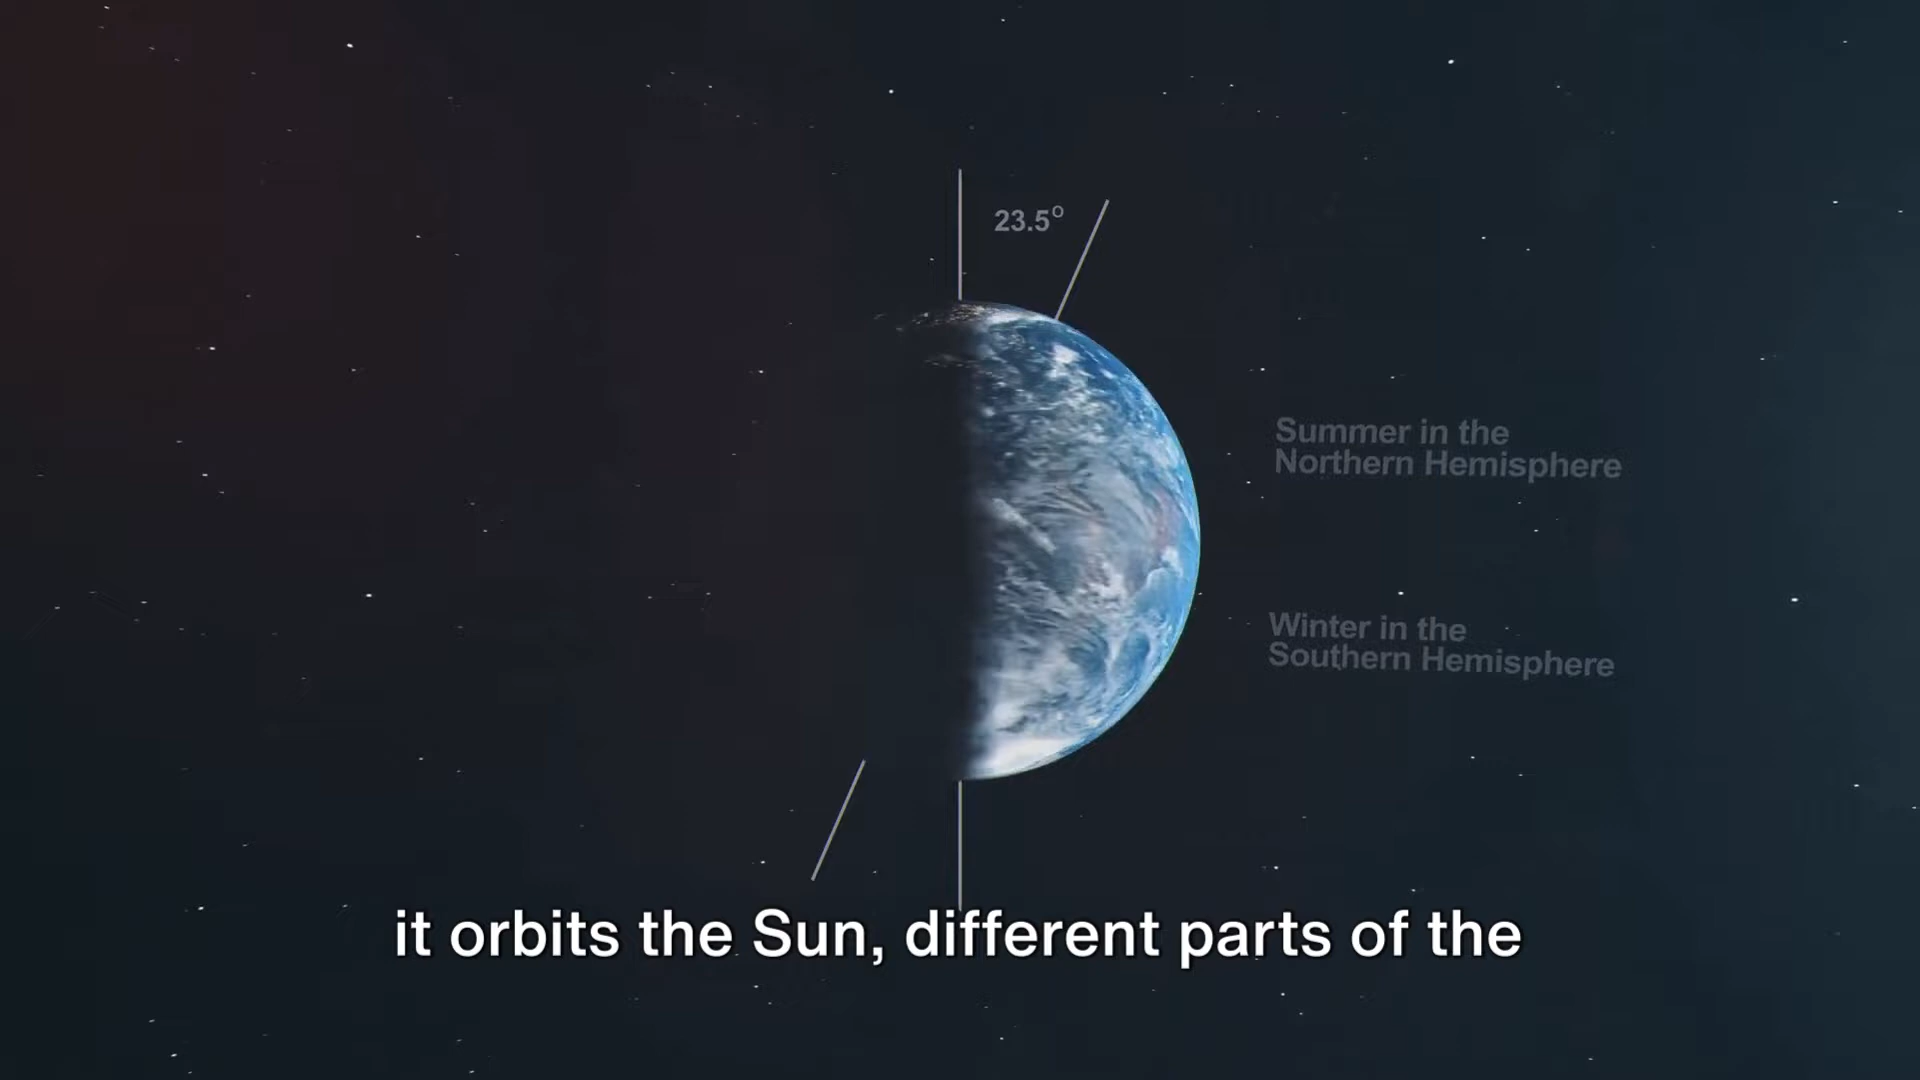 23.5°
Summer in the
Northern Hemisphere
Winter in the
Southern Hemisphere
it orbits the Sun, different parts of the